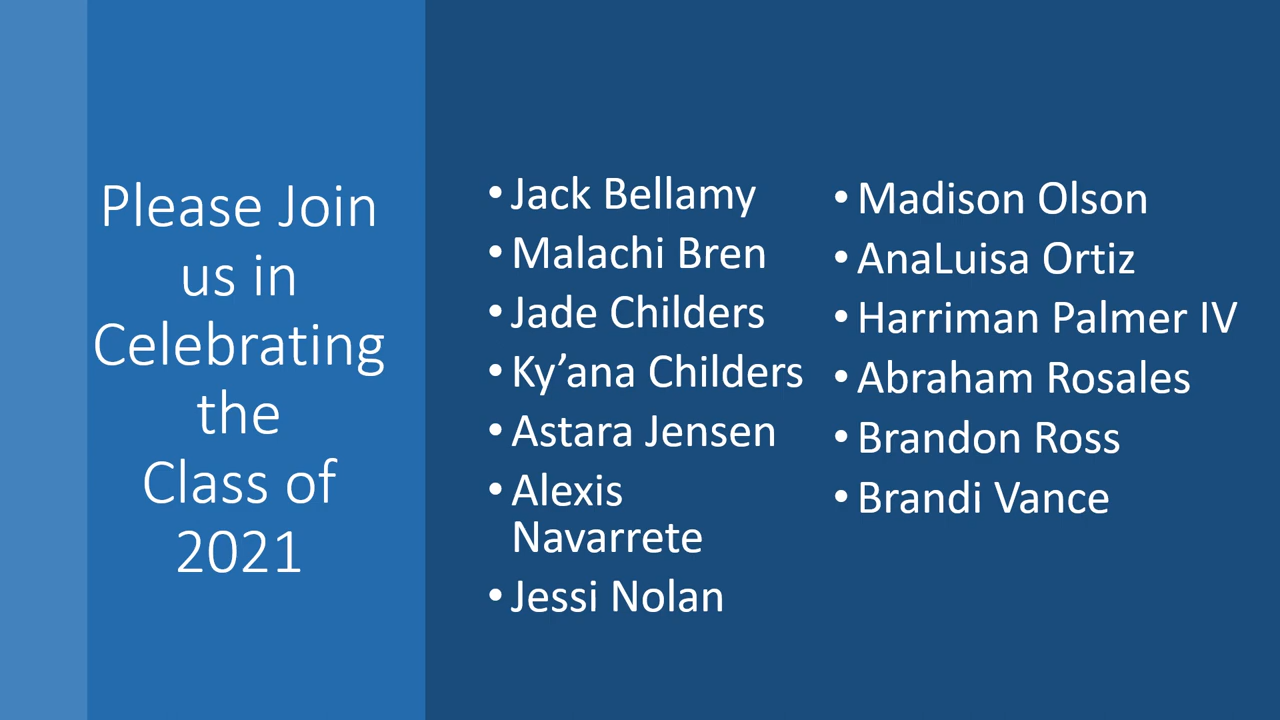 Please Join
us in
Celebrating
the
Class of
2021
• Jack Bellamy
• Malachi Bren
• Jade Childers
• Ky’ana Childers
• Astara Jensen
• Alexis
Navarrete
• Jessi Nolan
• Madison Olson
• AnaLuisa Ortiz
• Harriman Palmer IV
• Abraham Rosales
• Brandon Ross
• Brandi Vance